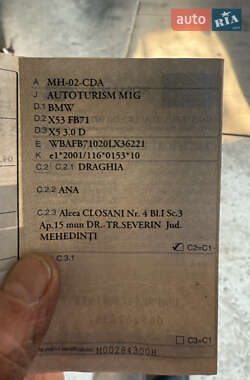 AUTO RIA
A MH-02-CDA
J AUTOTURISM M1G
D.1 BMW
D.2 X53 FB71
D.3 X5 3.0 D
E WBAFB71020LX36221
K e1*2001/116*0153*10
C.2 C.2.1 DRAGHIA
C.2.2 ANA
C.2.3 Aleea CLOSANI Nr. 4 Bl.I Sc.3
Ap.15 mun DR.-TR.SEVERIN Jud.
MEHEDINŢI
C2=C1
C.3.1
C3=C1
N00284300H